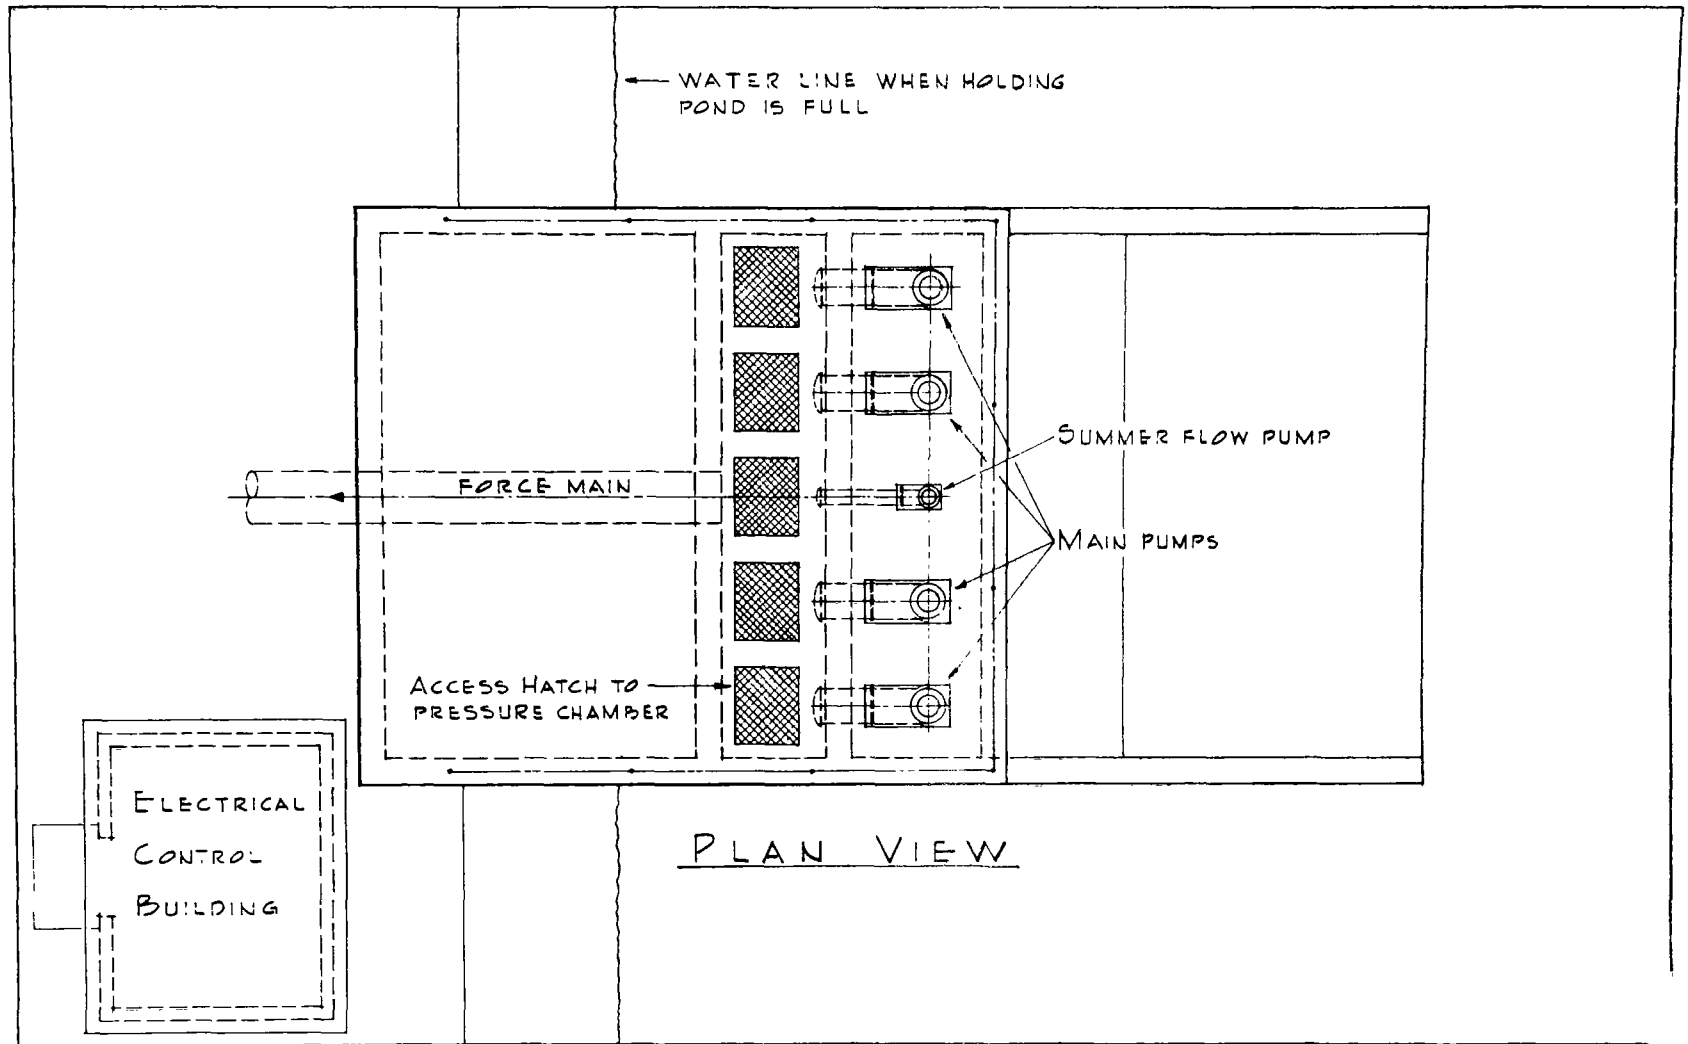 WATER LINE WHEN HOLDING
POND IS FULL
SUMMER FLOW PUMP
FORCE MAIN
MAIN PUMPS
ACCESS HATCH TO
PRESSURE CHAMBER
ELECTRICAL
CONTROL
BUILDING
PLAN VIEW